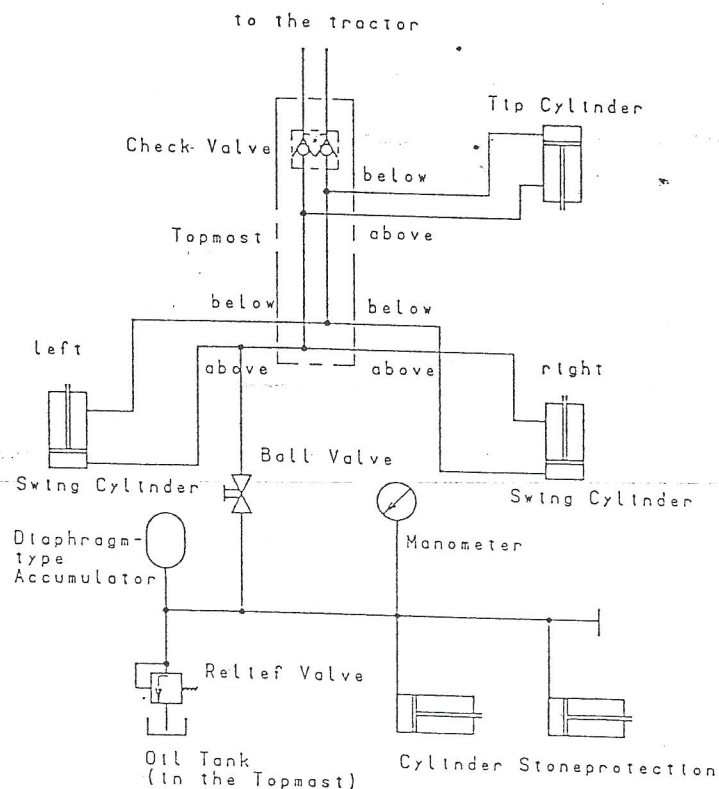 to the tractor
Tip Cylinder
Check-Valve
below
Topmast
above
below
below
left
above
above
right
Ball Valve
Swing Cylinder
Swing Cylinder
Diaphragm-
type
Accumulator
Manometer
Relief Valve
Oil Tank
(in the Topmast)
Cylinder Stoneprotection